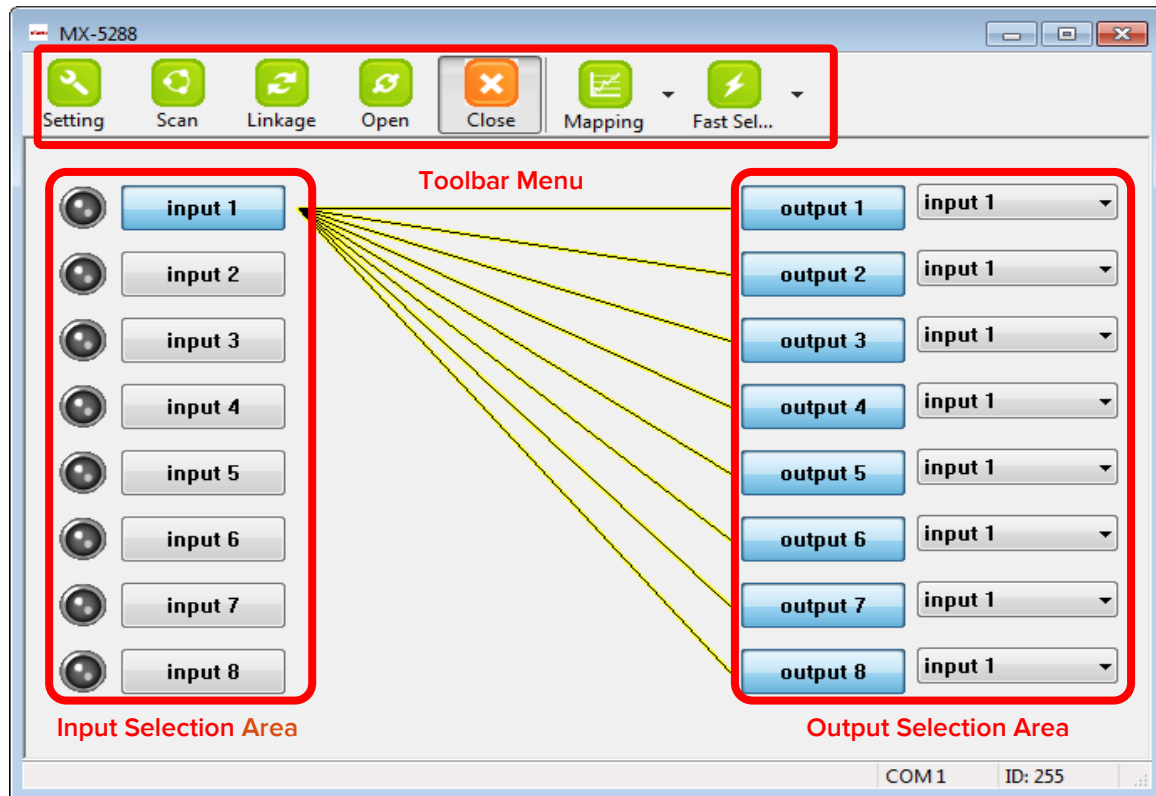 MX-5288
Setting Scan Linkage Open Close Mapping Fast Sel...
Toolbar Menu
input 1 output 1 input 1
input 2 output 2 input 1
input 3 output 3 input 1
input 4 output 4 input 1
input 5 output 5 input 1
input 6 output 6 input 1
input 7 output 7 input 1
input 8 output 8 input 1
Input Selection Area Output Selection Area
COM 1 ID: 255